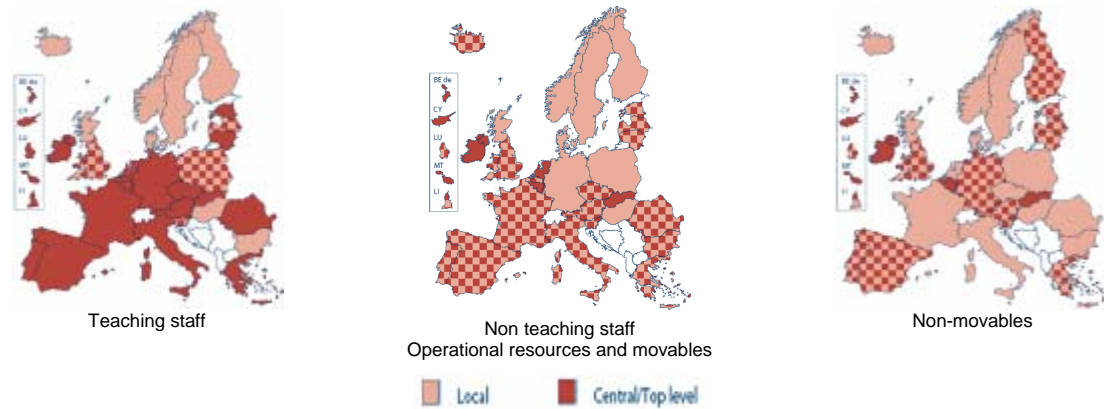 BE de
CY
LU
MT
LI
BE de
CY
LU
MT
LI
BE de
CY
LU
MT
LI
Teaching staff
Non teaching staff
Operational resources and movables
Non-movables
Local
Central/Top level